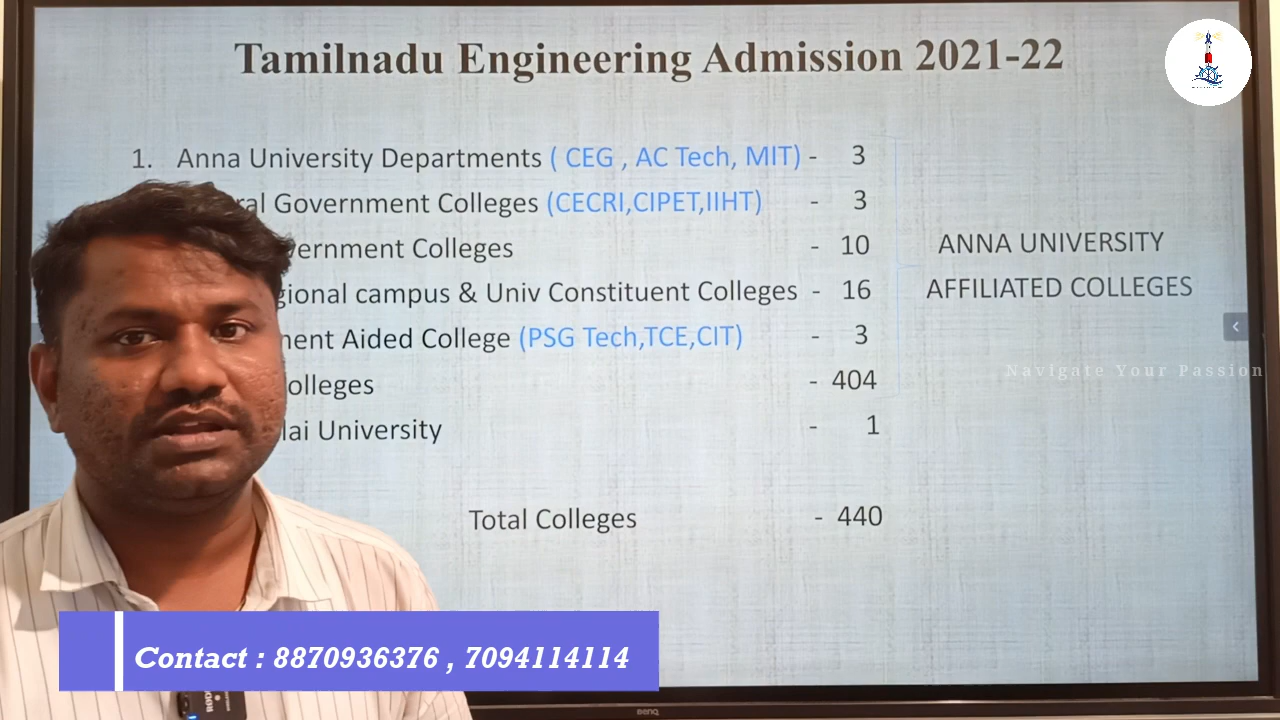 Tamilnadu Engineering Admission 2021-22
1. Anna University Departments ( CEG , AC Tech, MIT) - 3
Government Colleges (CECRI,CIPET,IIHT) - 3
Colleges - 10
ANNA UNIVERSITY
campus & Univ Constituent Colleges - 16
AFFILIATED COLLEGES
Aided College (PSG Tech,TCE,CIT) - 3
Navigate Your Passion
- 404
University - 1
Total Colleges - 440
Contact : 8870936376 , 7094114114
BENQ